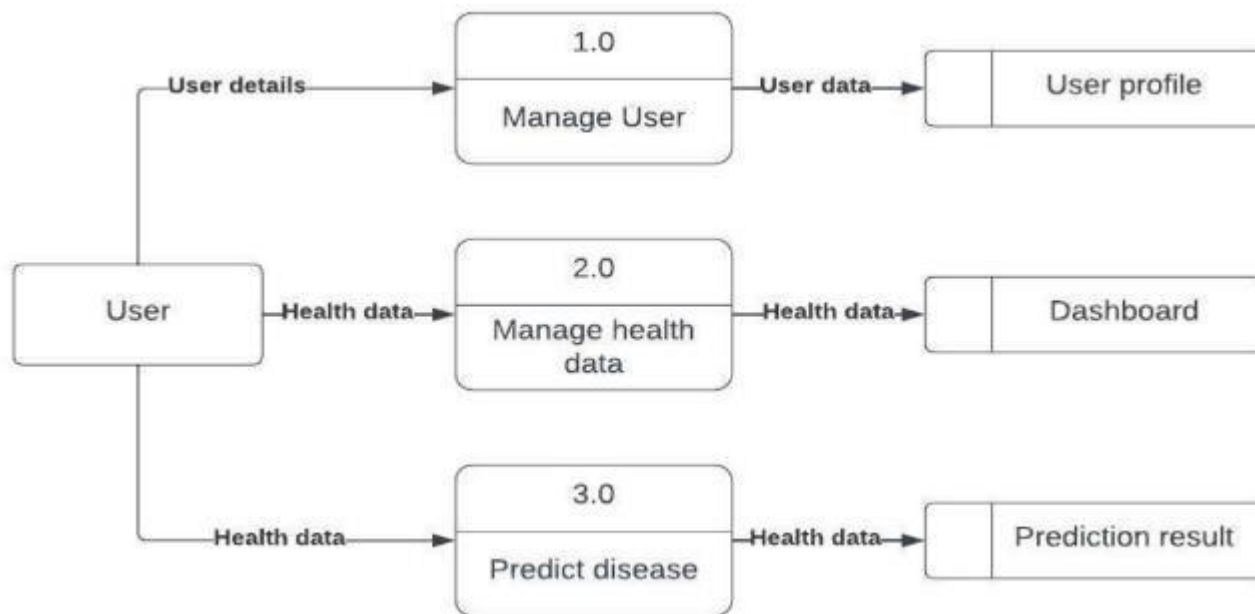 1.0
User details
User data
User profile
Manage User
2.0
User
Health data
Health data
Dashboard
Manage health
data
3.0
Health data
Health data
Prediction result
Predict disease